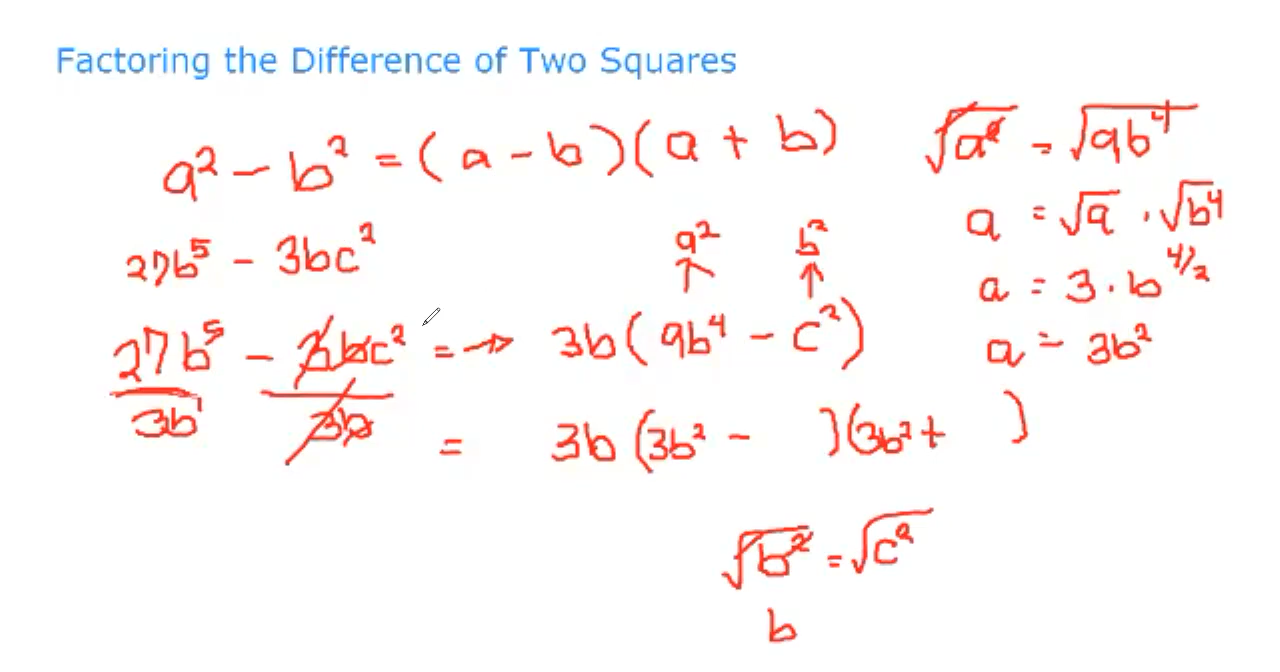 Factoring the Difference of Two Squares
a² - b² = (a - b)(a + b)
√a² = √9b⁴
a = √9 · √b⁴
27b⁵ - 3bc²
a² b²
a = 3 · b^4/2
27b⁵/3b¹ - 3bc²/3b = → 3b(9b⁴ - c²)
a = 3b²
= 3b(3b² - )(3b² + )
√b² = √c²
b